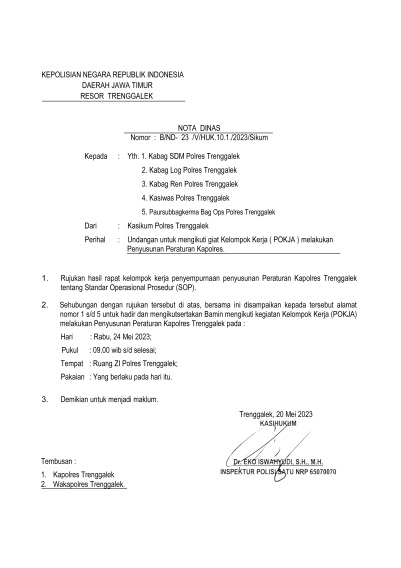 KEPOLISIAN NEGARA REPUBLIK INDONESIA
DAERAH JAWA TIMUR
RESOR TRENGGALEK
NOTA DINAS
Nomor : B/ND- 23 /V/HUK.10.1./2023/Sikum
Kepada : Yth. 1. Kabag SDM Polres Trenggalek
2. Kabag Log Polres Trenggalek
3. Kabag Ren Polres Trenggalek
4. Kasiwas Polres Trenggalek
5. Paursubbagkerma Bag Ops Polres Trenggalek
Dari : Kasikum Polres Trenggalek
Perihal : Undangan untuk mengikuti giat Kelompok Kerja ( POKJA ) melakukan
Penyusunan Peraturan Kapolres.
1. Rujukan hasil rapat kelompok kerja penyempurnaan penyusunan Peraturan Kapolres Trenggalek
tentang Standar Operasional Prosedur (SOP).
2. Sehubungan dengan rujukan tersebut di atas, bersama ini disampaikan kepada tersebut alamat
nomor 1 s/d 5 untuk hadir dan mengikutsertakan Bamin mengikuti kegiatan Kelompok Kerja (POKJA)
melakukan Penyusunan Peraturan Kapolres Trenggalek pada :
Hari : Rabu, 24 Mei 2023;
Pukul : 09.00 wib s/d selesai;
Tempat : Ruang ZI Polres Trenggalek;
Pakaian : Yang berlaku pada hari itu.
3. Demikian untuk menjadi maklum.
Trenggalek, 20 Mei 2023
KASIHUKUM
Dr. EKO ISWAHYUDI, S.H., M.H.
INSPEKTUR POLISI SATU NRP 65070070
Tembusan :
1. Kapolres Trenggalek
2. Wakapolres Trenggalek.